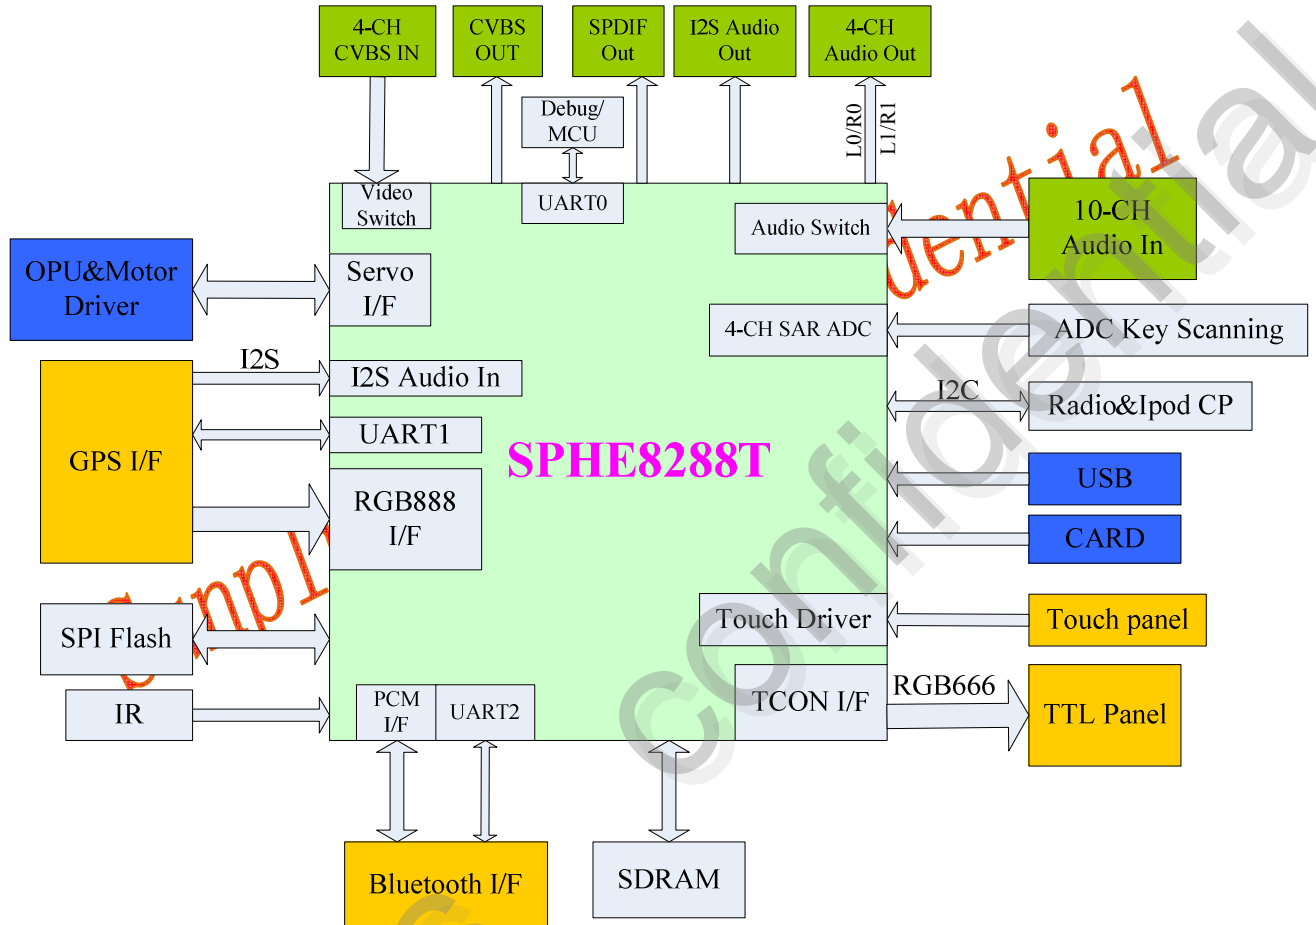 4-CH
CVBS IN
CVBS
OUT
SPDIF
Out
I2S Audio
Out
4-CH
Audio Out
Debug/
MCU
L0/R0
L1/R1
Video
Switch
UART0
Audio Switch
10-CH
Audio In
OPU&Motor
Driver
Servo
I/F
4-CH SAR ADC
ADC Key Scanning
I2S
I2S Audio In
I2C
Radio&Ipod CP
GPS I/F
UART1
SPHE8288T
USB
RGB888
I/F
CARD
SPI Flash
Touch Driver
Touch panel
IR
PCM
I/F
UART2
TCON I/F
RGB666
TTL Panel
Bluetooth I/F
SDRAM
confidential